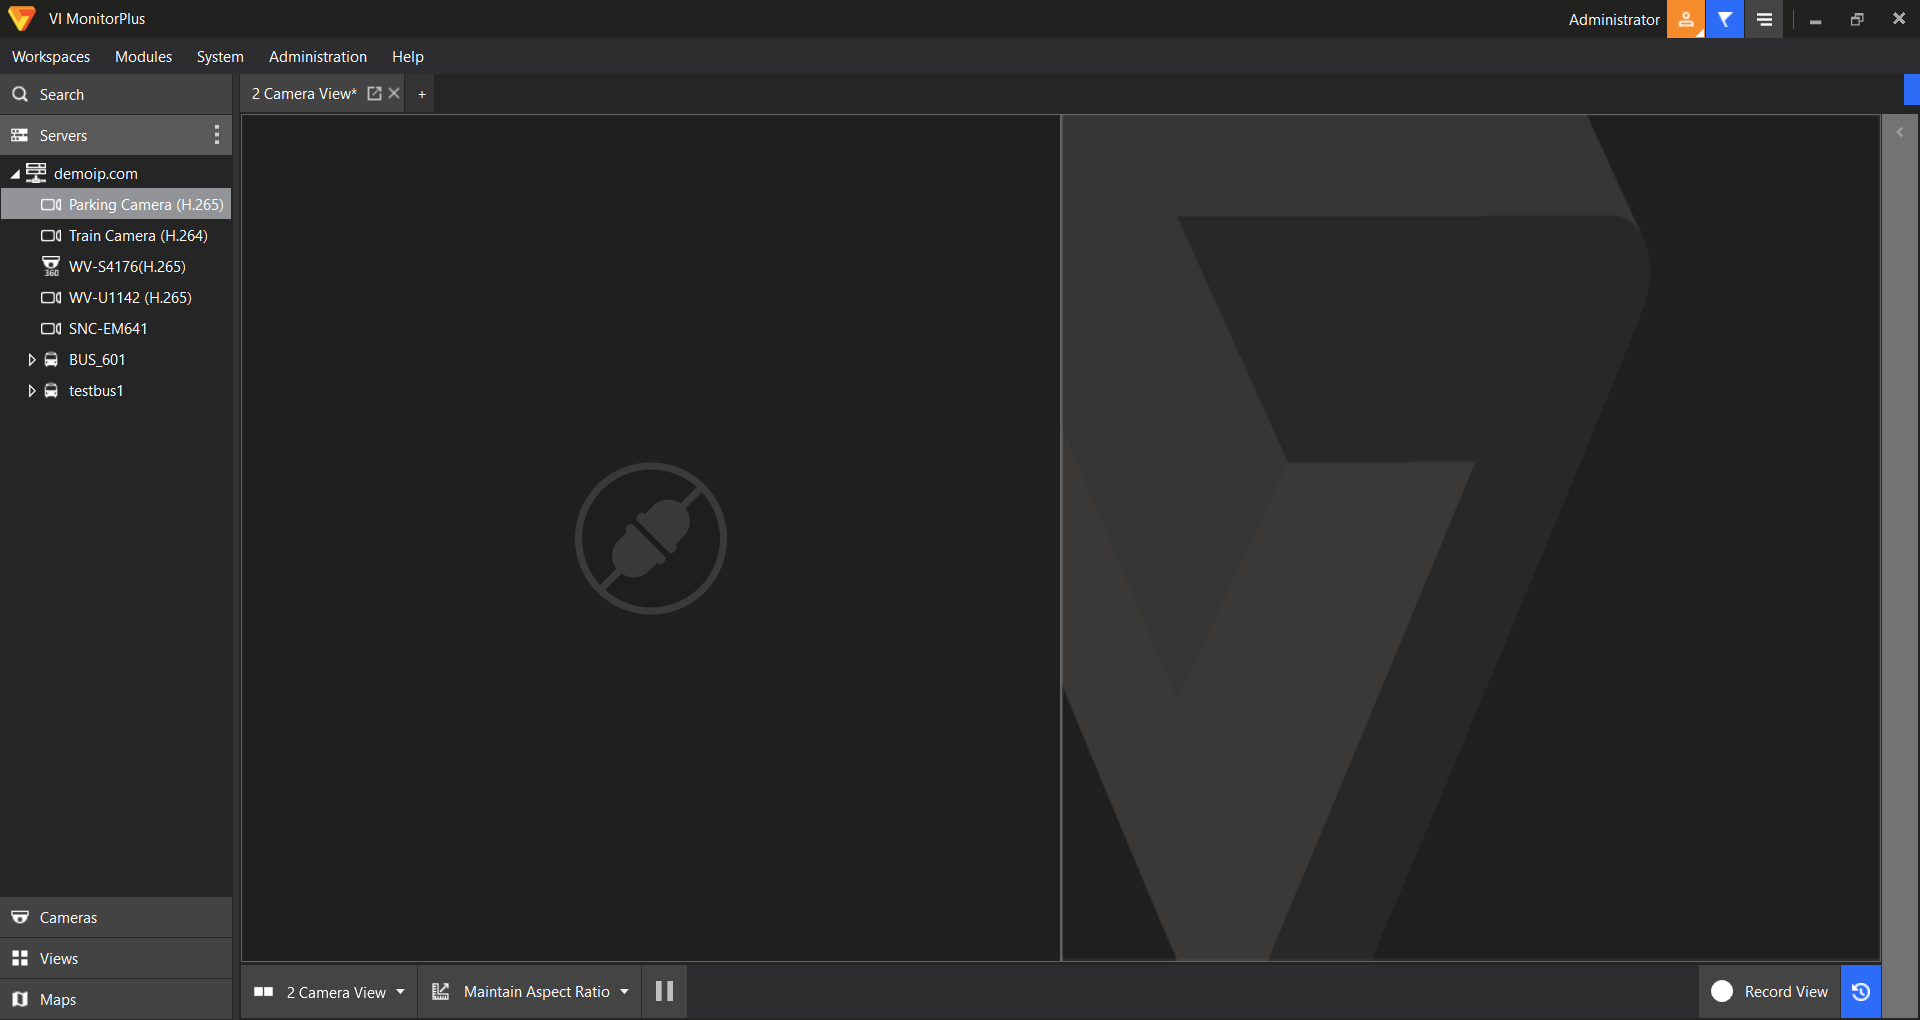 VI MonitorPlus
Administrator
Workspaces Modules System Administration Help
Search
2 Camera View* +
Servers
demoip.com
Parking Camera (H.265)
Train Camera (H.264)
360 WV-S4176(H.265)
WV-U1142 (H.265)
SNC-EM641
BUS_601
testbus1
Cameras
Views
Maps
2 Camera View Maintain Aspect Ratio Record View